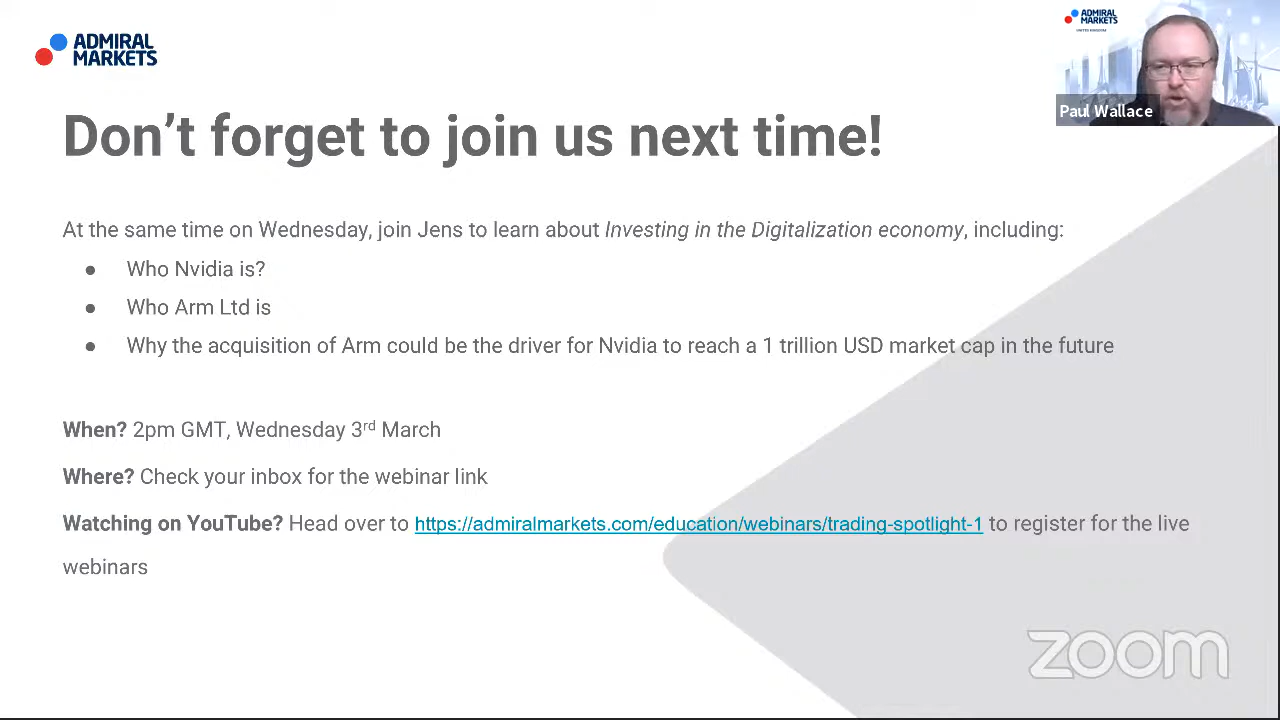 ADMIRAL
MARKETS
ADMIRAL
MARKETS
UNITED KINGDOM
Paul Wallace
Don’t forget to join us next time!
At the same time on Wednesday, join Jens to learn about Investing in the Digitalization economy, including:
● Who Nvidia is?
● Who Arm Ltd is
● Why the acquisition of Arm could be the driver for Nvidia to reach a 1 trillion USD market cap in the future
When? 2pm GMT, Wednesday 3rd March
Where? Check your inbox for the webinar link
Watching on YouTube? Head over to https://admiralmarkets.com/education/webinars/trading-spotlight-1 to register for the live
webinars
zoom